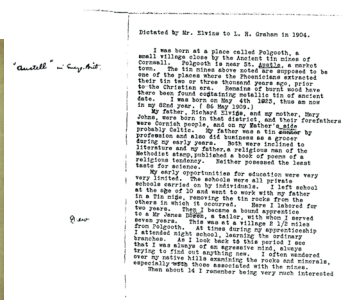 Dictated by Mr. Elvins to L. R. Graham in 1904.
I was born at a place called Polgooth, a
small village close by the Ancient tin mines of
Cornwall. Polgooth is near St. Austle, a market
town. The tin mines above noted are supposed to be
one of the places where the Phoenicians extracted
their tin two or three thousand years ago, prior
to the Christian era. Remains of burnt wood have
there been found containing metallic tin of ancient
date. I was born on May 4th 1823, thus am now
in my 82nd year. ( 86 May 1909.)
My father, Richard Elvins, and my mother, Mary
Johns, were born in that district, and their forefathers
were Cornish people, and on my father's side
probably Celtic. My father was a tin by
profession and also did business as a grocer
during my early years. Both were inclined to
literature and my father, a religious man of the
Methodist stamp, published a book of poems of a
religious tendency. Neither possessed the least
taste for science.
My early opportunities for education were very
very limited. The schools were all private
schools carried on by individuals. I left school
at the age of 10 and went to work with my father
in a Tin mine, removing the tin rocks from the
others in which it occurred. Here I labored for
two years. Then I became a bound apprentice
to a Mr James, a tailor, with whom I served
seven years. This was at a village 2 1/2 miles
from Polgooth. At times during my apprenticeship
I attended night school, learning the ordinary
branches. As I look back to this period I see
that I was always of an agressive mind, always
trying to find out anything new. I often wandered
over my native hills examining the rocks and minerals,
especially those associated with the mines.
When about 14 I remember being very much interested
"Austell" in Ency. Brit.